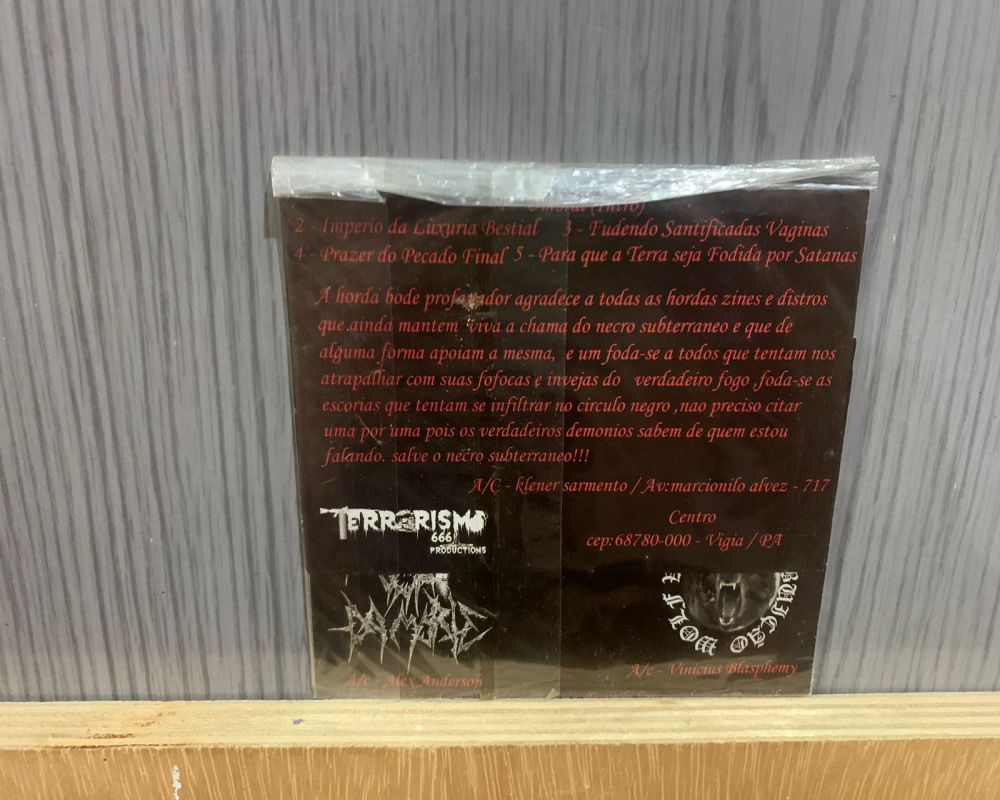 (Intro)
2 - Imperio da Luxuria Bestial 3 - Fudendo Santificadas Vaginas
4 - Prazer do Pecado Final 5 - Para que a Terra seja Fodida por Satanas
A horda bode profanador agradece a todas as hordas zines e distros
que ainda mantem viva a chama do necro subterraneo e que de
alguma forma apoiam a mesma, e um foda-se a todos que tentam nos
atrapalhar com suas fofocas e invejas do verdadeiro fogo ,foda-se as
escorias que tentam se infiltrar no circulo negro ,nao preciso citar
uma por uma pois os verdadeiros demonios sabem de quem estou
falando. salve o necro subterraneo!!!
A/C - klener sarmento / Av:marcionilo alvez - 717
Centro
cep:68780-000 - Vigia / PA
TERRORISMO
666
PRODUCTIONS
WOLF
A/c - Alex Anderson
A/c - Vinicius Blasphemy